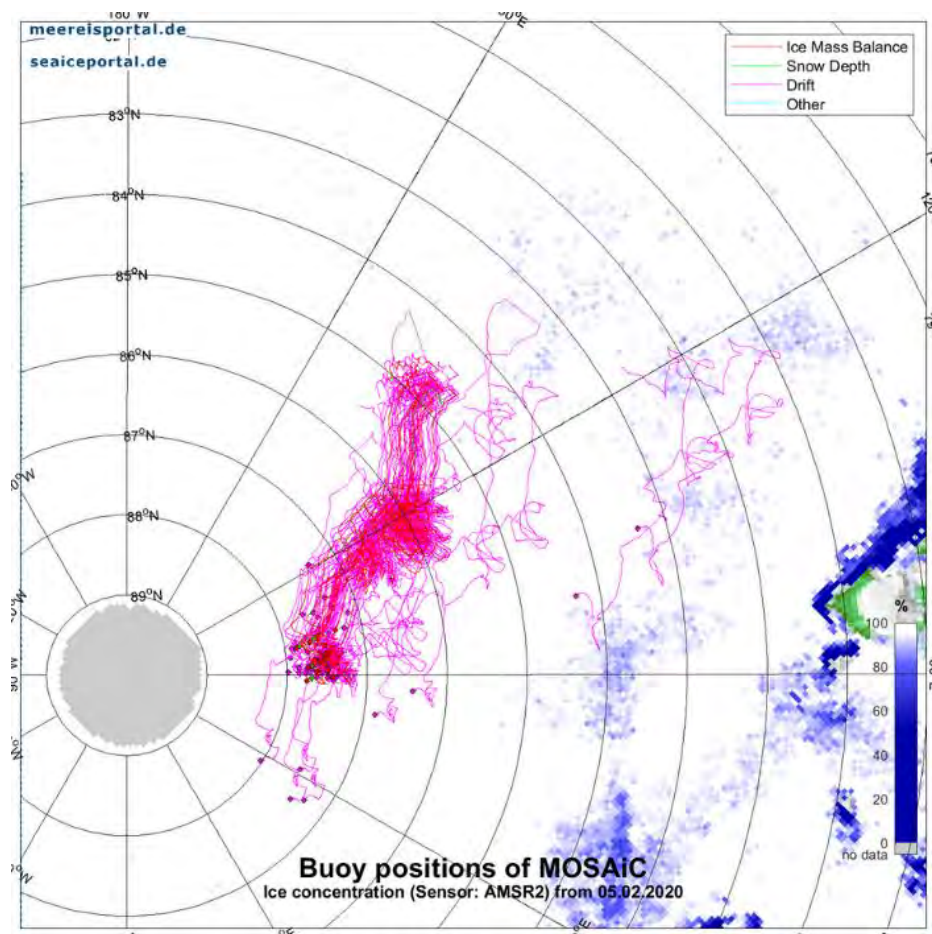 180°W
meereisportal.de
seaiceportal.de
Ice Mass Balance
Snow Depth
Drift
Other
83°N
84°N
85°N
86°N
87°N
88°N
89°N
%
100
80
60
40
20
0
no data
Buoy positions of MOSAiC
Ice concentration (Sensor: AMSR2) from 05.02.2020